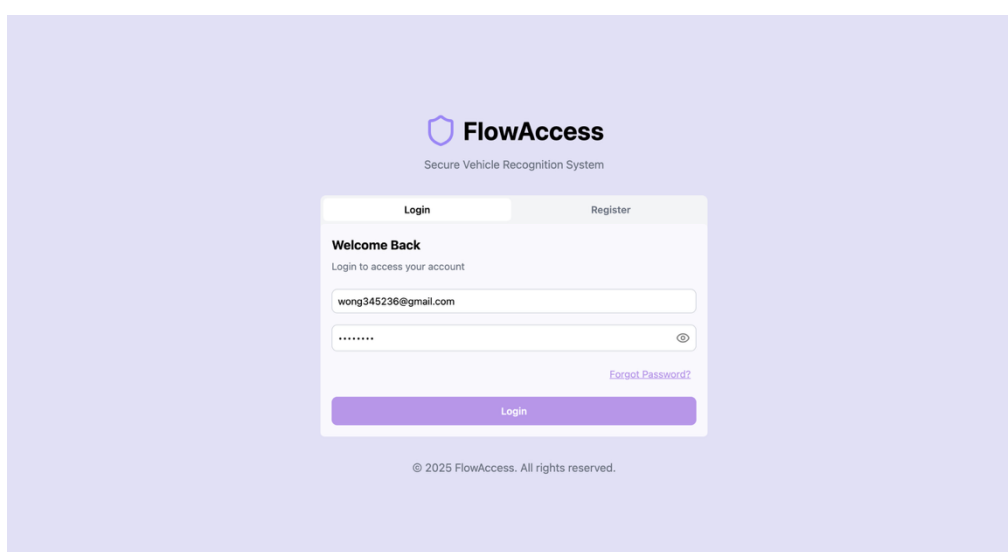 FlowAccess
Secure Vehicle Recognition System
Login Register
Welcome Back
Login to access your account
wong345236@gmail.com
••••••••
Forgot Password?
Login
© 2025 FlowAccess. All rights reserved.